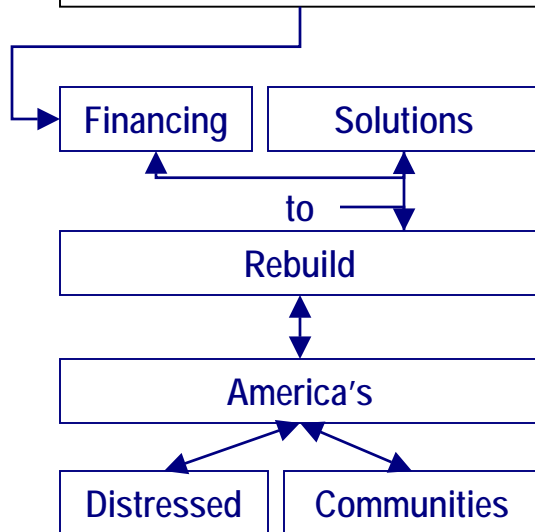 Financing Solutions
to
Rebuild
America's
Distressed Communities